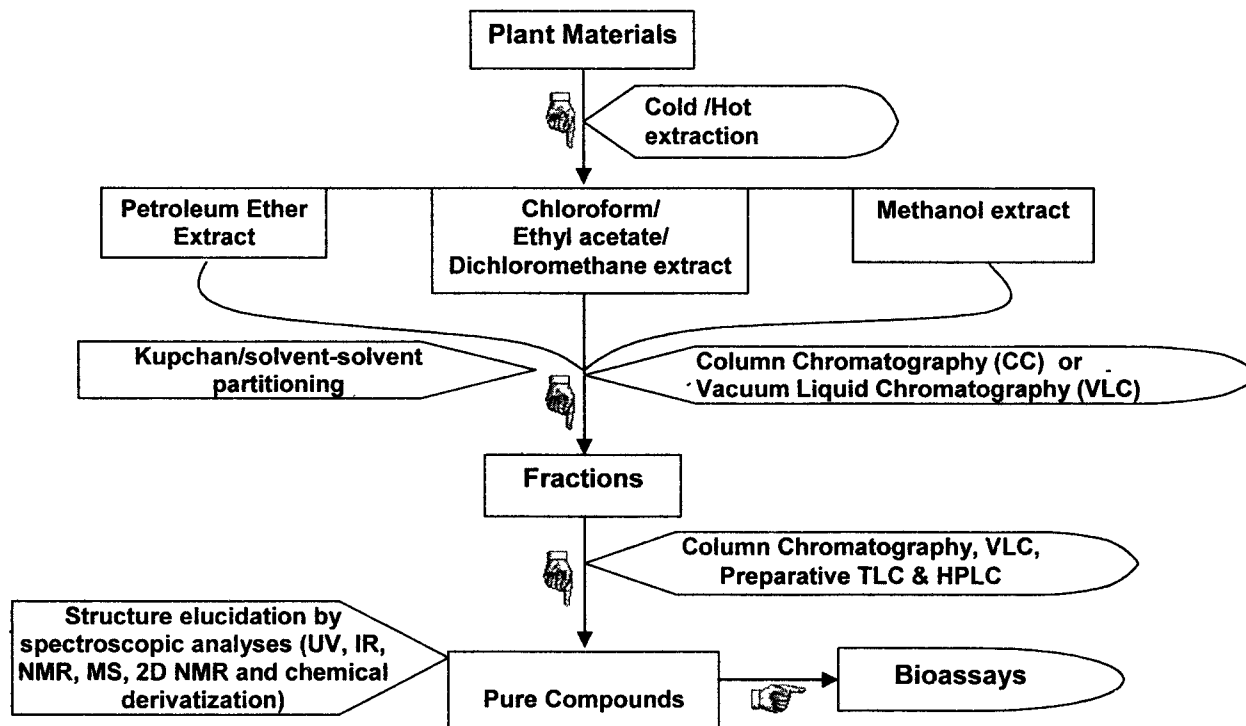 Plant Materials
Cold /Hot
extraction
Petroleum Ether
Extract
Chloroform/
Ethyl acetate/
Dichloromethane extract
Methanol extract
Kupchan/solvent-solvent
partitioning
Column Chromatography (CC) or
Vacuum Liquid Chromatography (VLC)
Fractions
Column Chromatography, VLC,
Preparative TLC & HPLC
Structure elucidation by
spectroscopic analyses (UV, IR,
NMR, MS, 2D NMR and chemical
derivatization)
Pure Compounds
Bioassays